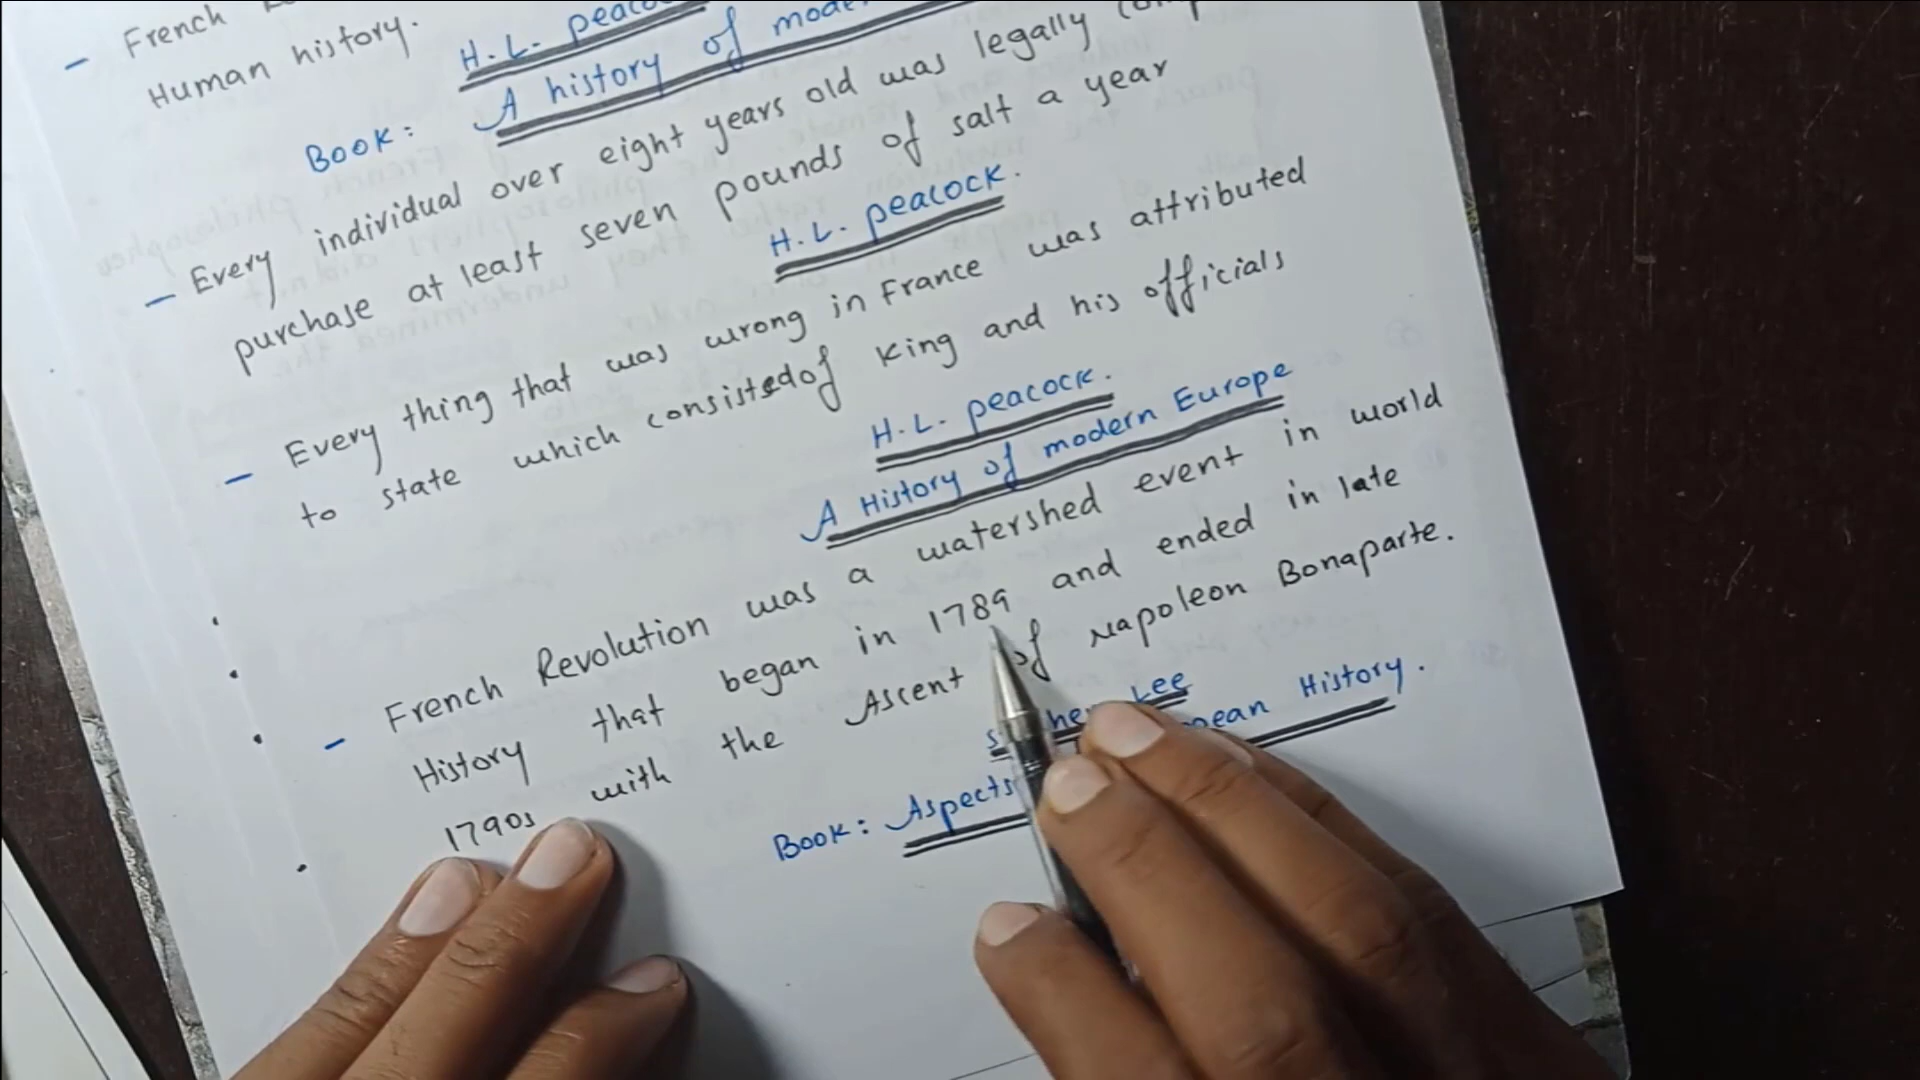 - French
Human history.
H. L. peacock
Book: A history of modern
- Every individual over eight years old was legally
purchase at least seven pounds of salt a year
H. L. peacock.
- Every thing that was wrong in France was attributed
to state which consisted of King and his officials
H. L. peacock.
A History of modern Europe
- French Revolution was a watershed event in world
History that began in 1789 and ended in late
1790s with the Ascent of Napoleon Bonaparte.
Lee
Book: Aspects History.